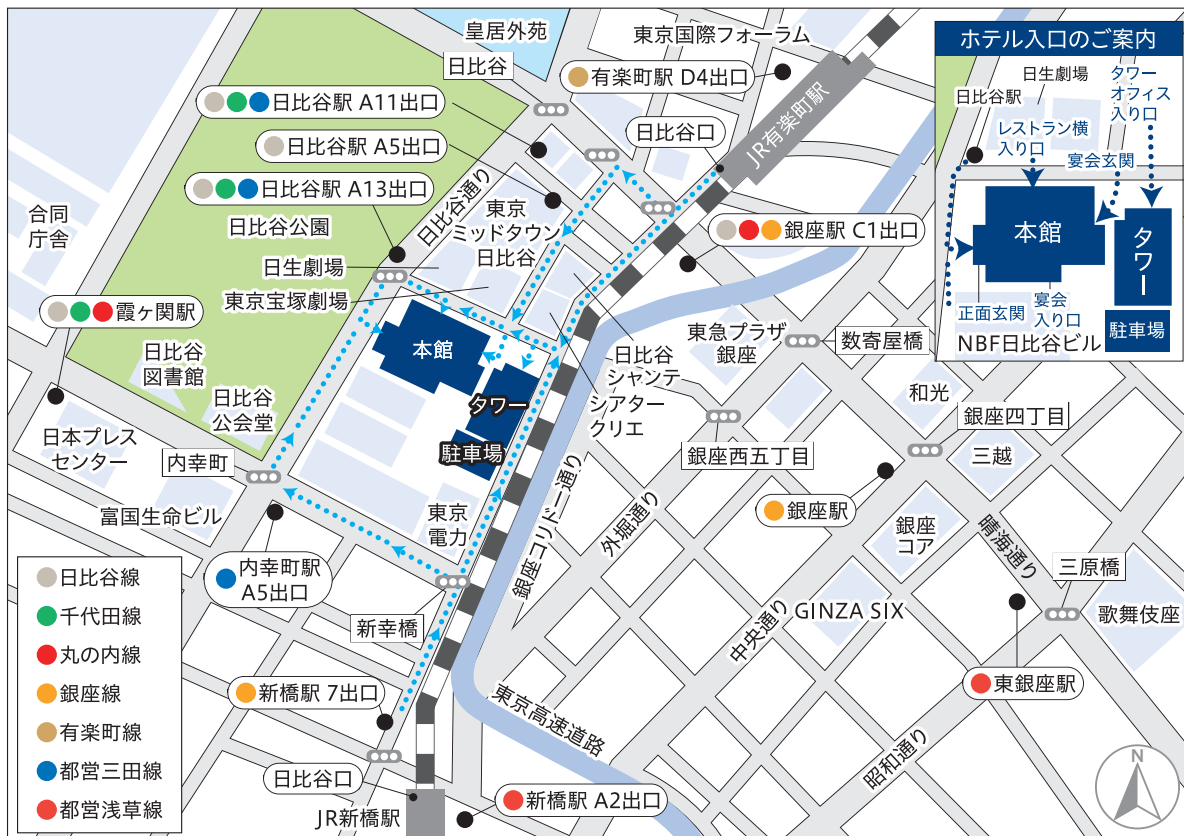 皇居外苑
日比谷
東京国際フォーラム
有楽町駅 D4出口
日比谷駅 A11出口
日比谷駅 A5出口
日比谷駅 A13出口
日比谷口
JR有楽町駅
合同
庁舎
日比谷公園
日比谷通り
東京
ミッドタウン
日比谷
日生劇場
東京宝塚劇場
銀座駅 C1出口
霞ヶ関駅
本館
タワー
駐車場
日比谷
シャンテ
シアター
クリエ
東急プラザ
銀座
数寄屋橋
日比谷
図書館
日比谷
公会堂
日本プレス
センター
内幸町
富国生命ビル
東京
電力
銀座コリドー通り
外堀通り
銀座西五丁目
和光
銀座四丁目
三越
銀座駅
銀座
コア
晴海通り
三原橋
歌舞伎座
GINZA SIX
中央通り
東銀座駅
昭和通り
内幸町駅
A5出口
新幸橋
新橋駅 7出口
東京高速道路
日比谷口
JR新橋駅
新橋駅 A2出口
日比谷線
千代田線
丸の内線
銀座線
有楽町線
都営三田線
都営浅草線
N
ホテル入口のご案内
日生劇場
タワー
オフィス
入り口
日比谷駅
レストラン横
入り口
宴会玄関
本館
タワー
正面玄関
宴会
入り口
NBF日比谷ビル
駐車場